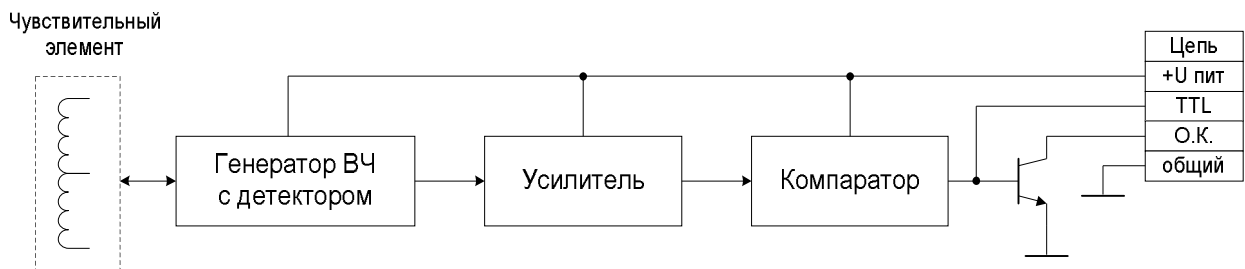 Чувствительный
элемент
Генератор ВЧ
с детектором
Усилитель
Компаратор
Цепь
+U пит
TTL
О.К.
общий